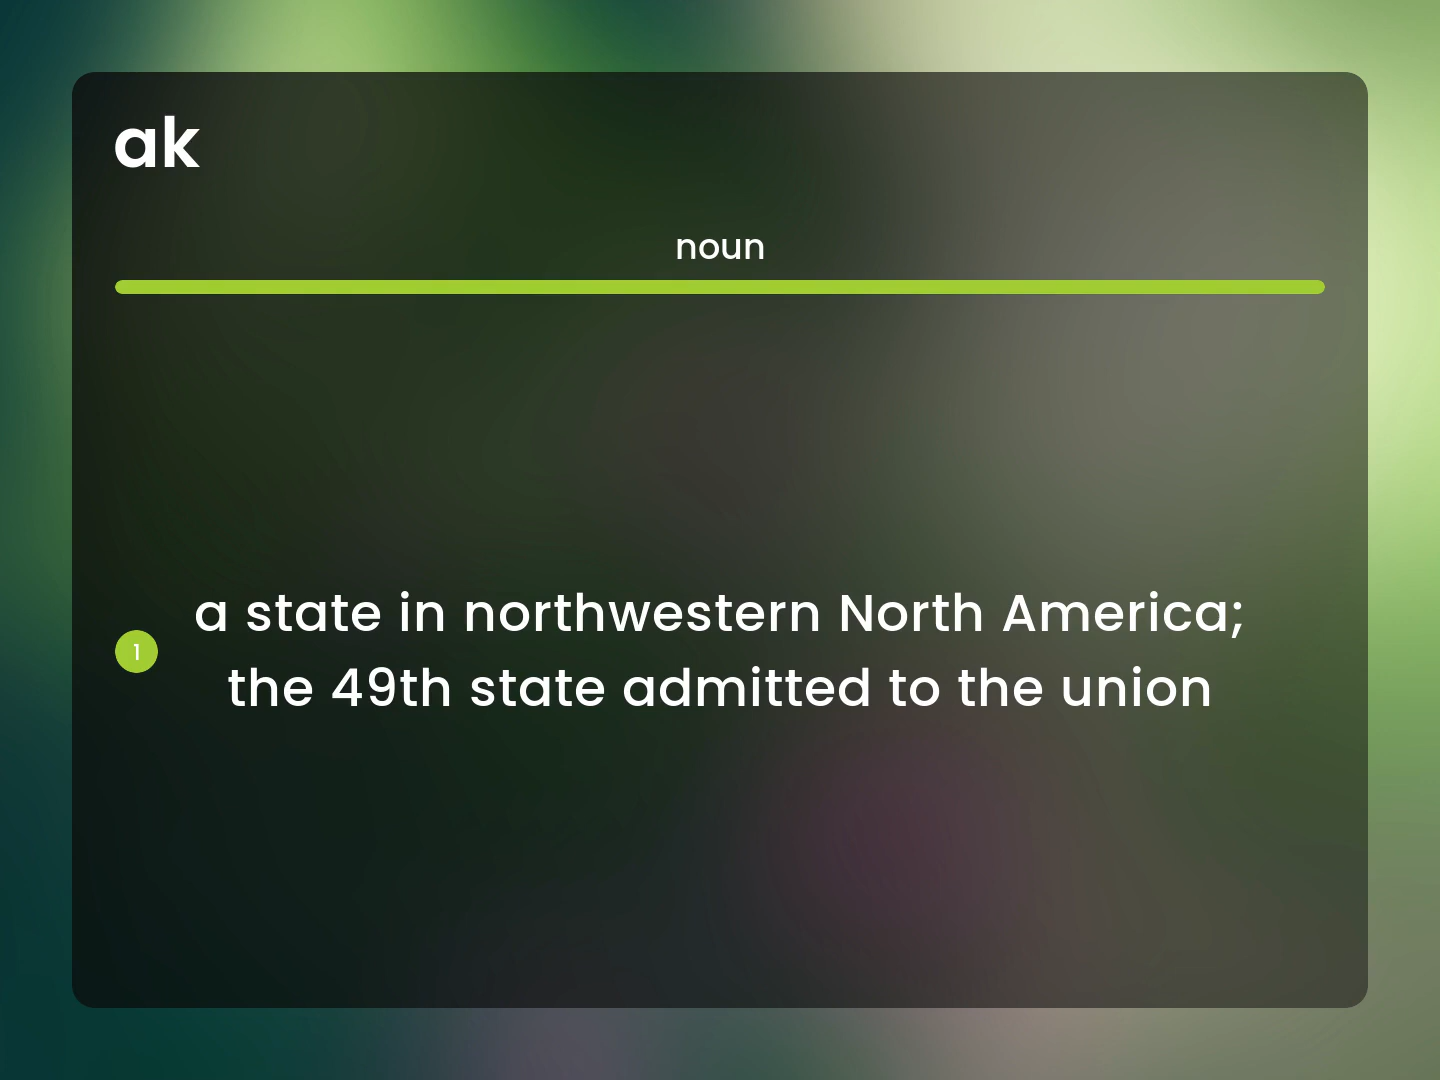 ak
noun
1
a state in northwestern North America;
the 49th state admitted to the union